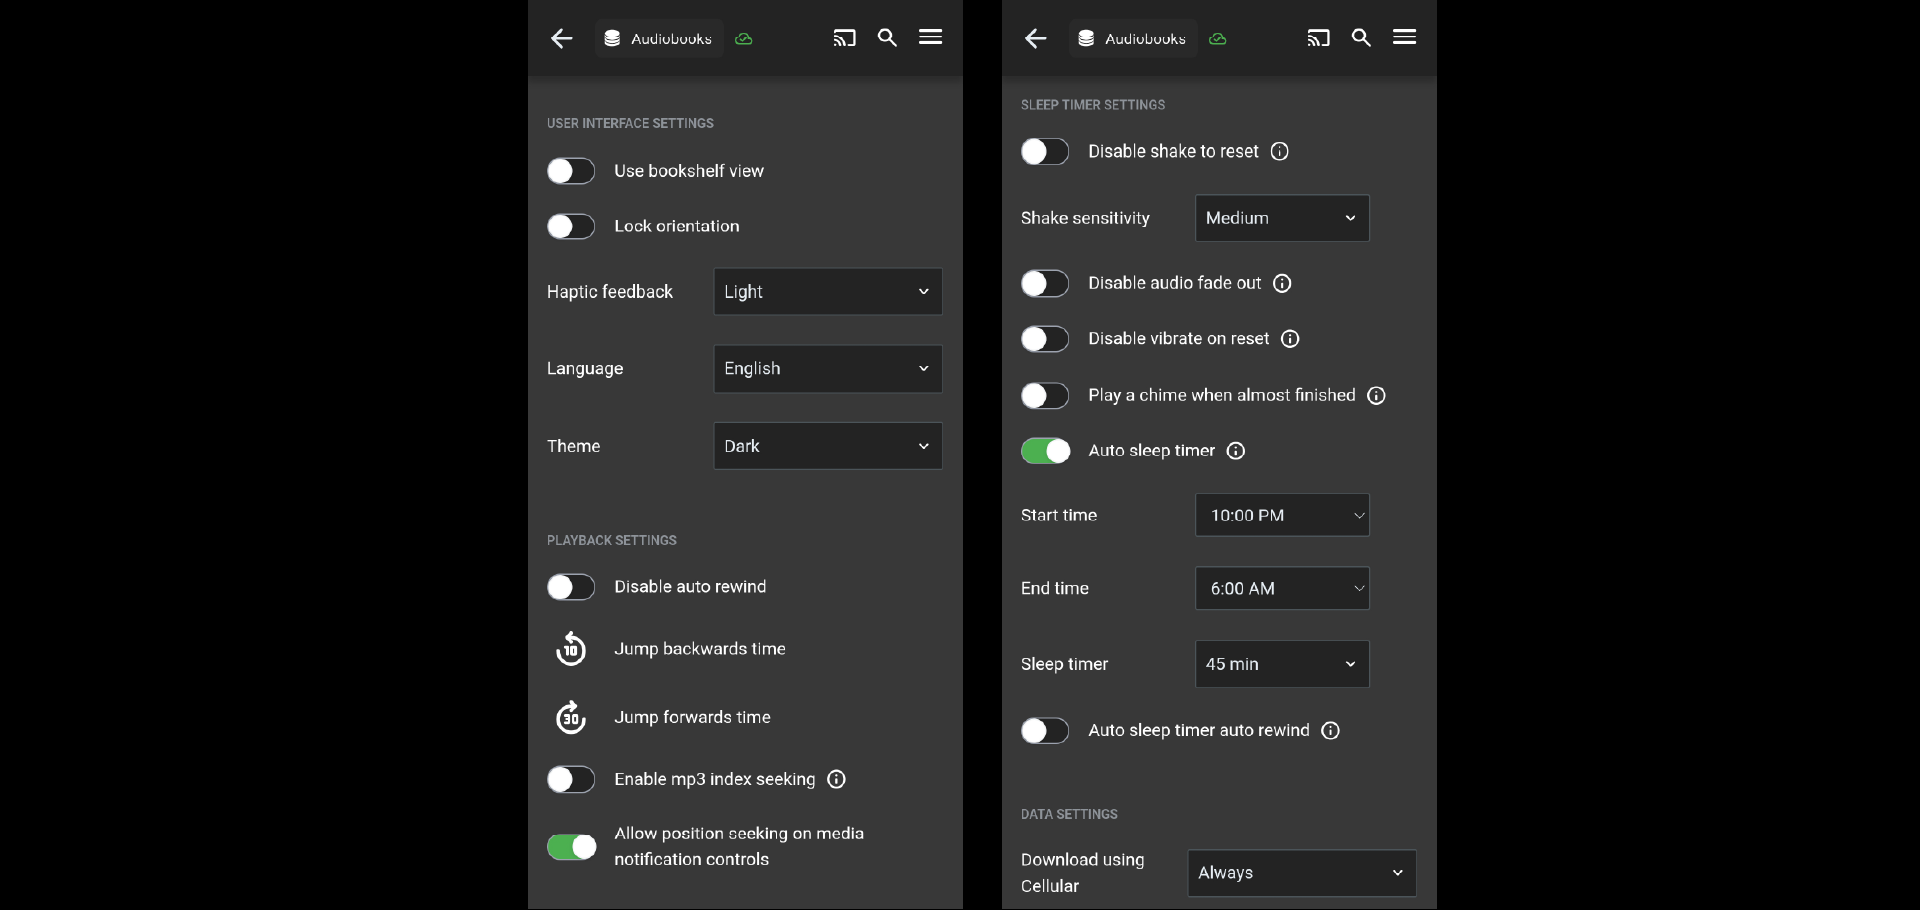 Audiobooks
USER INTERFACE SETTINGS
Use bookshelf view
Lock orientation
Haptic feedback Light
Language English
Theme Dark
PLAYBACK SETTINGS
Disable auto rewind
10 Jump backwards time
30 Jump forwards time
Enable mp3 index seeking
Allow position seeking on media
notification controls
Audiobooks
SLEEP TIMER SETTINGS
Disable shake to reset
Shake sensitivity Medium
Disable audio fade out
Disable vibrate on reset
Play a chime when almost finished
Auto sleep timer
Start time 10:00 PM
End time 6:00 AM
Sleep timer 45 min
Auto sleep timer auto rewind
DATA SETTINGS
Download using
Cellular Always